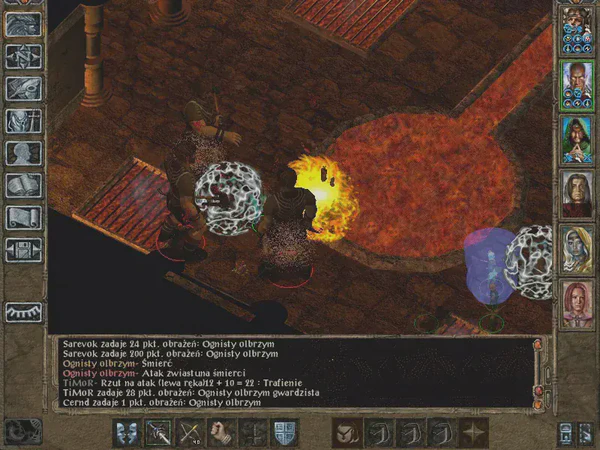 Sarevok zadaje 24 pkt. obrażeń: Ognisty olbrzym
Sarevok zadaje 200 pkt. obrażeń: Ognisty olbrzym
Ognisty olbrzym- Śmierć
Ognisty olbrzym- Atak zwiastuna śmierci
TiMoR- Rzut na atak (lewa ręka)12 + 10 = 22 : Trafienie
TiMoR zadaje 28 pkt. obrażeń: Ognisty olbrzym gwardzista
Cernd zadaje 1 pkt. obrażeń: Ognisty olbrzym